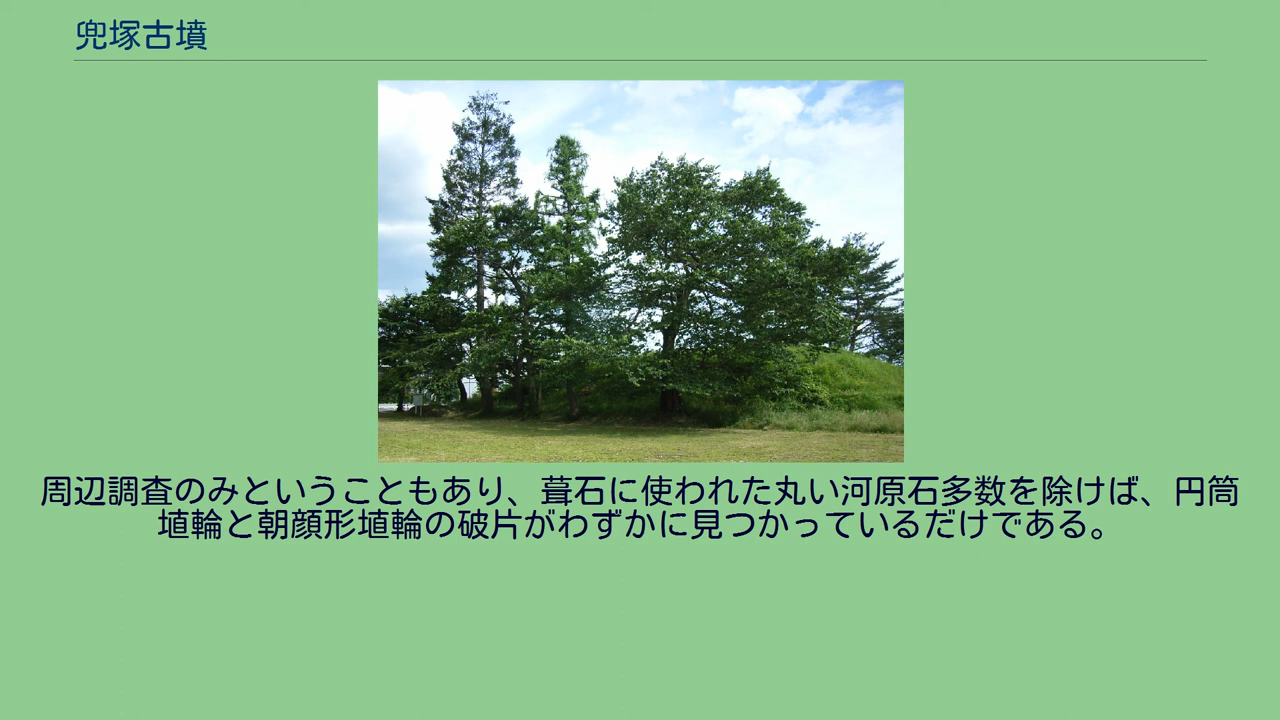 兜塚古墳
周辺調査のみということもあり、葺石に使われた丸い河原石多数を除けば、円筒
埴輪と朝顔形埴輪の破片がわずかに見つかっているだけである。